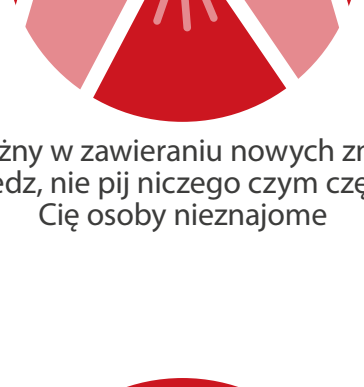 żny w zawieraniu nowych zn
edz, nie pij niczego czym czę
Cię osoby nieznajome